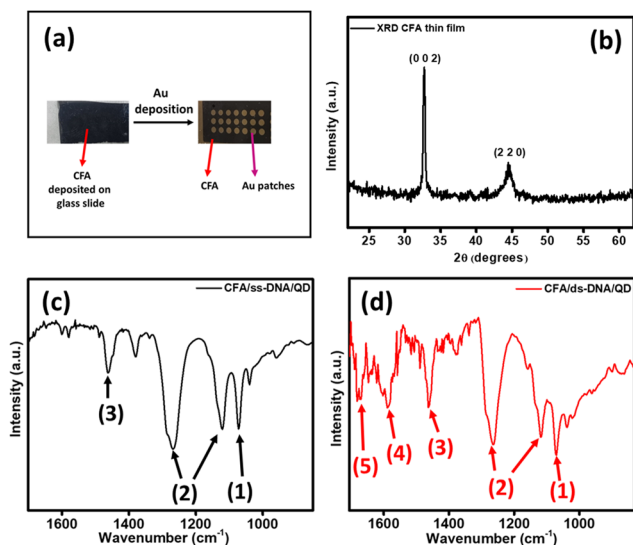 (a)
Au
deposition
CFA
deposited on
glass slide
CFA
Au patches
XRD CFA thin film
(b)
(0 0 2)
(2 2 0)
Intensity (a.u.)
25 30 35 40 45 50 55 60
2θ (degrees)
(c)
CFA/ss-DNA/QD
(3)
(2)
(1)
Intensity (a.u.)
1600 1400 1200 1000
Wavenumber (cm⁻¹)
(d)
CFA/ds-DNA/QD
(5)
(4)
(3)
(2)
(1)
Intensity (a.u.)
1600 1400 1200 1000
Wavenumber (cm⁻¹)